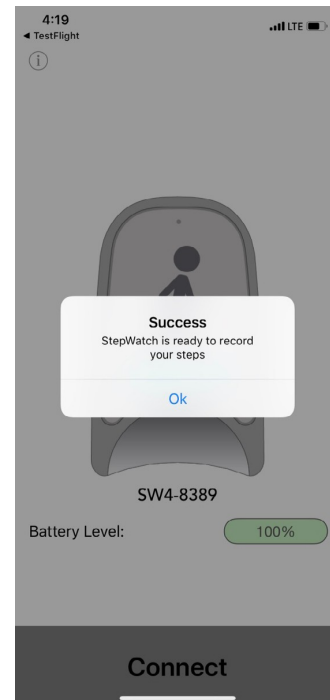 4:19
LTE
◀ TestFlight
i
Success
StepWatch is ready to record
your steps
Ok
SW4-8389
Battery Level:
100%
Connect